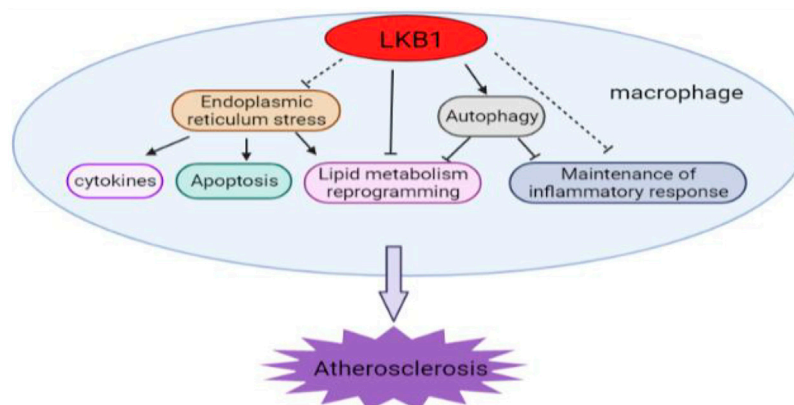 LKB1
macrophage
Endoplasmic
reticulum stress
Autophagy
cytokines
Apoptosis
Lipid metabolism
reprogramming
Maintenance of
inflammatory response
Atherosclerosis